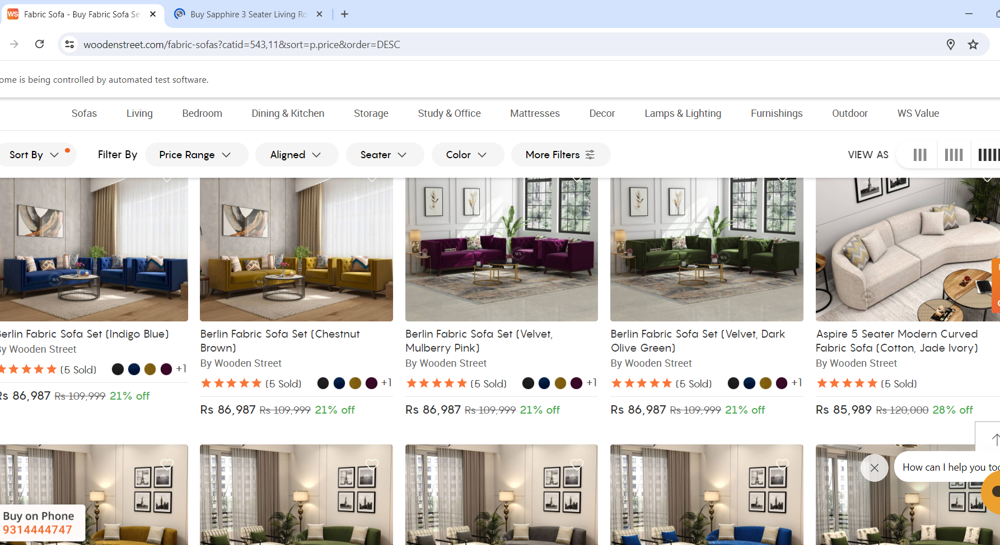 WS Fabric Sofa - Buy Fabric Sofa Se
Buy Sapphire 3 Seater Living Ro
woodenstreet.com/fabric-sofas?catid=543,11&sort=p.price&order=DESC
ome is being controlled by automated test software.
Sofas Living Bedroom Dining & Kitchen Storage Study & Office Mattresses Decor Lamps & Lighting Furnishings Outdoor WS Value
Sort By Filter By Price Range Aligned Seater Color More Filters VIEW AS
Berlin Fabric Sofa Set (Indigo Blue)
By Wooden Street
(5 Sold) +1
Rs 86,987 Rs 109,999 21% off
Berlin Fabric Sofa Set (Chestnut
Brown)
By Wooden Street
(5 Sold) +1
Rs 86,987 Rs 109,999 21% off
Berlin Fabric Sofa Set (Velvet,
Mulberry Pink)
By Wooden Street
(5 Sold) +1
Rs 86,987 Rs 109,999 21% off
Berlin Fabric Sofa Set (Velvet, Dark
Olive Green)
By Wooden Street
(5 Sold) +1
Rs 86,987 Rs 109,999 21% off
Aspire 5 Seater Modern Curved
Fabric Sofa (Cotton, Jade Ivory)
By Wooden Street
(5 Sold)
Rs 85,989 Rs 120,000 28% off
How can I help you too
Buy on Phone
9314444747